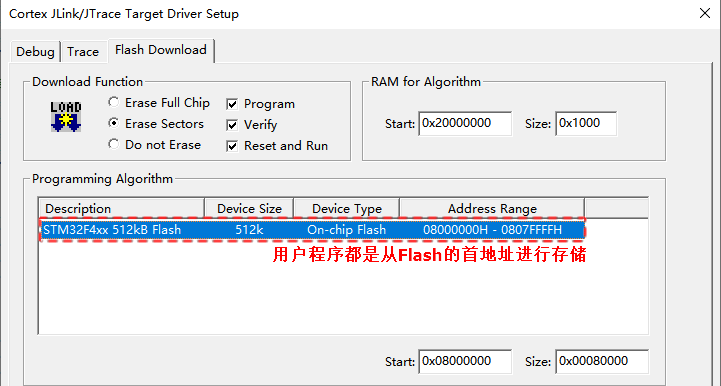 Cortex JLink/JTrace Target Driver Setup
Debug Trace Flash Download
Download Function
LOAD
Erase Full Chip
Erase Sectors
Do not Erase
Program
Verify
Reset and Run
RAM for Algorithm
Start: 0x20000000 Size: 0x1000
Programming Algorithm
Description Device Size Device Type Address Range
STM32F4xx 512kB Flash 512k On-chip Flash 08000000H - 0807FFFFH
用户程序都是从Flash的首地址进行存储
Start: 0x08000000 Size: 0x00080000